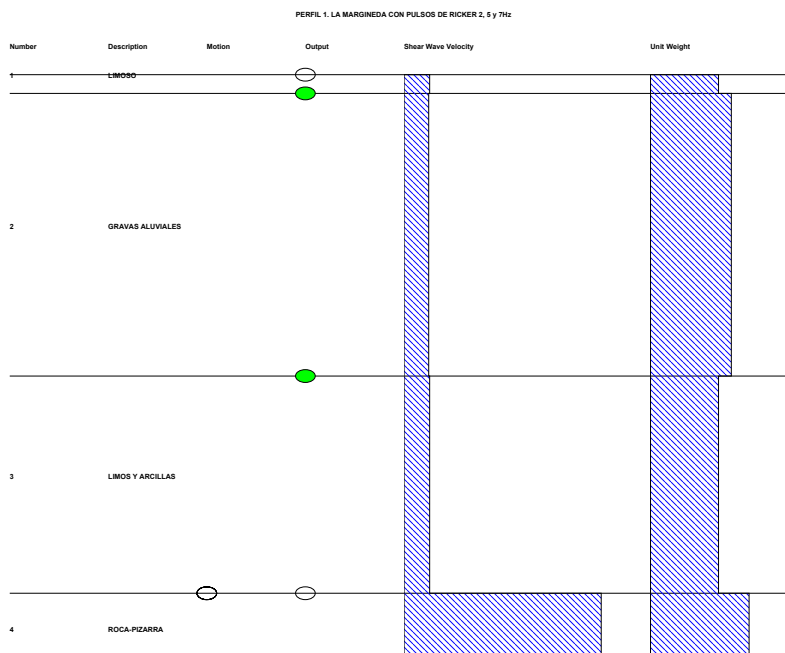 PERFIL 1. LA MARGINEDA CON PULSOS DE RICKER 2, 5 y 7Hz
Number Description Motion Output Shear Wave Velocity Unit Weight
1 LIMOSO
2 GRAVAS ALUVIALES
3 LIMOS Y ARCILLAS
4 ROCA-PIZARRA